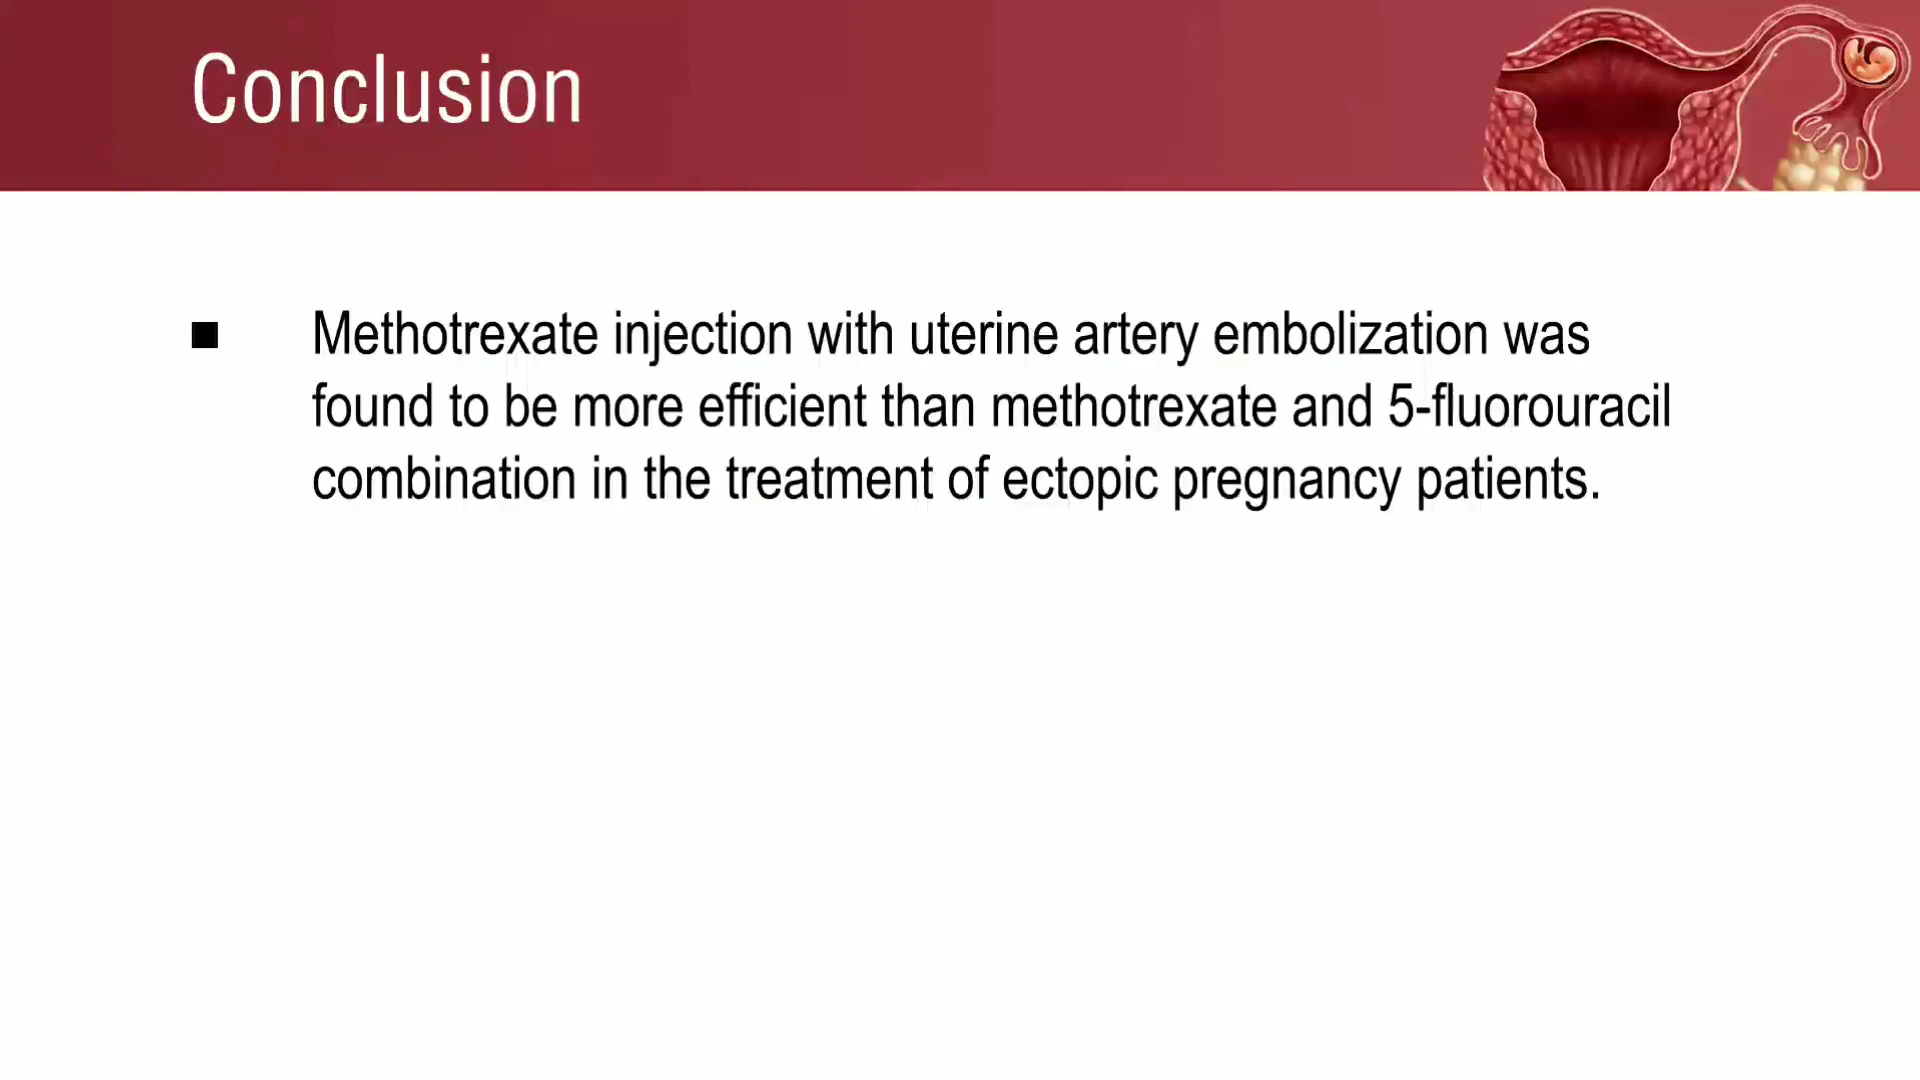 Conclusion
■ Methotrexate injection with uterine artery embolization was
found to be more efficient than methotrexate and 5-fluorouracil
combination in the treatment of ectopic pregnancy patients.